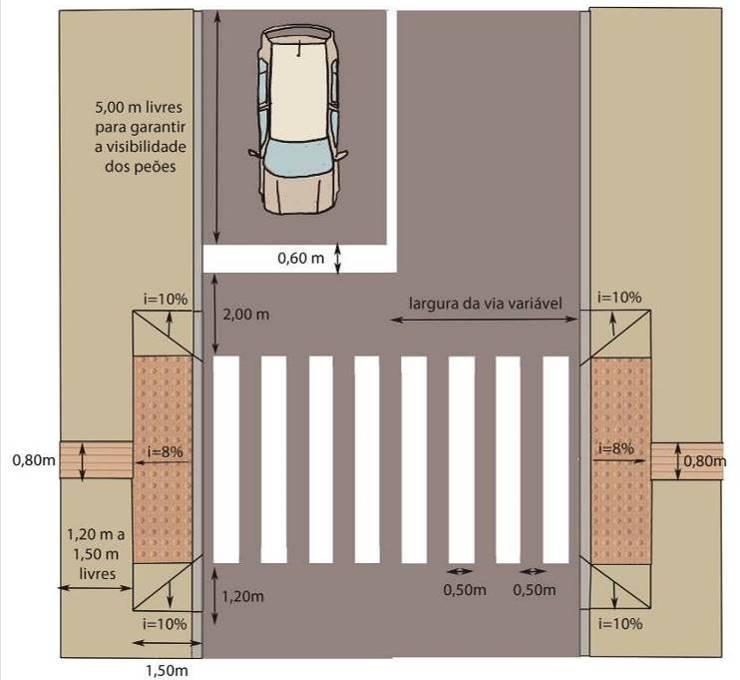 5,00 m livres
para garantir
a visibilidade
dos peões
0,60 m
i=10%
2,00 m
largura da via variável
i=10%
0,80m
i=8%
i=8%
0,80m
1,20 m a
1,50 m
livres
1,20m
0,50m
0,50m
i=10%
i=10%
1,50m